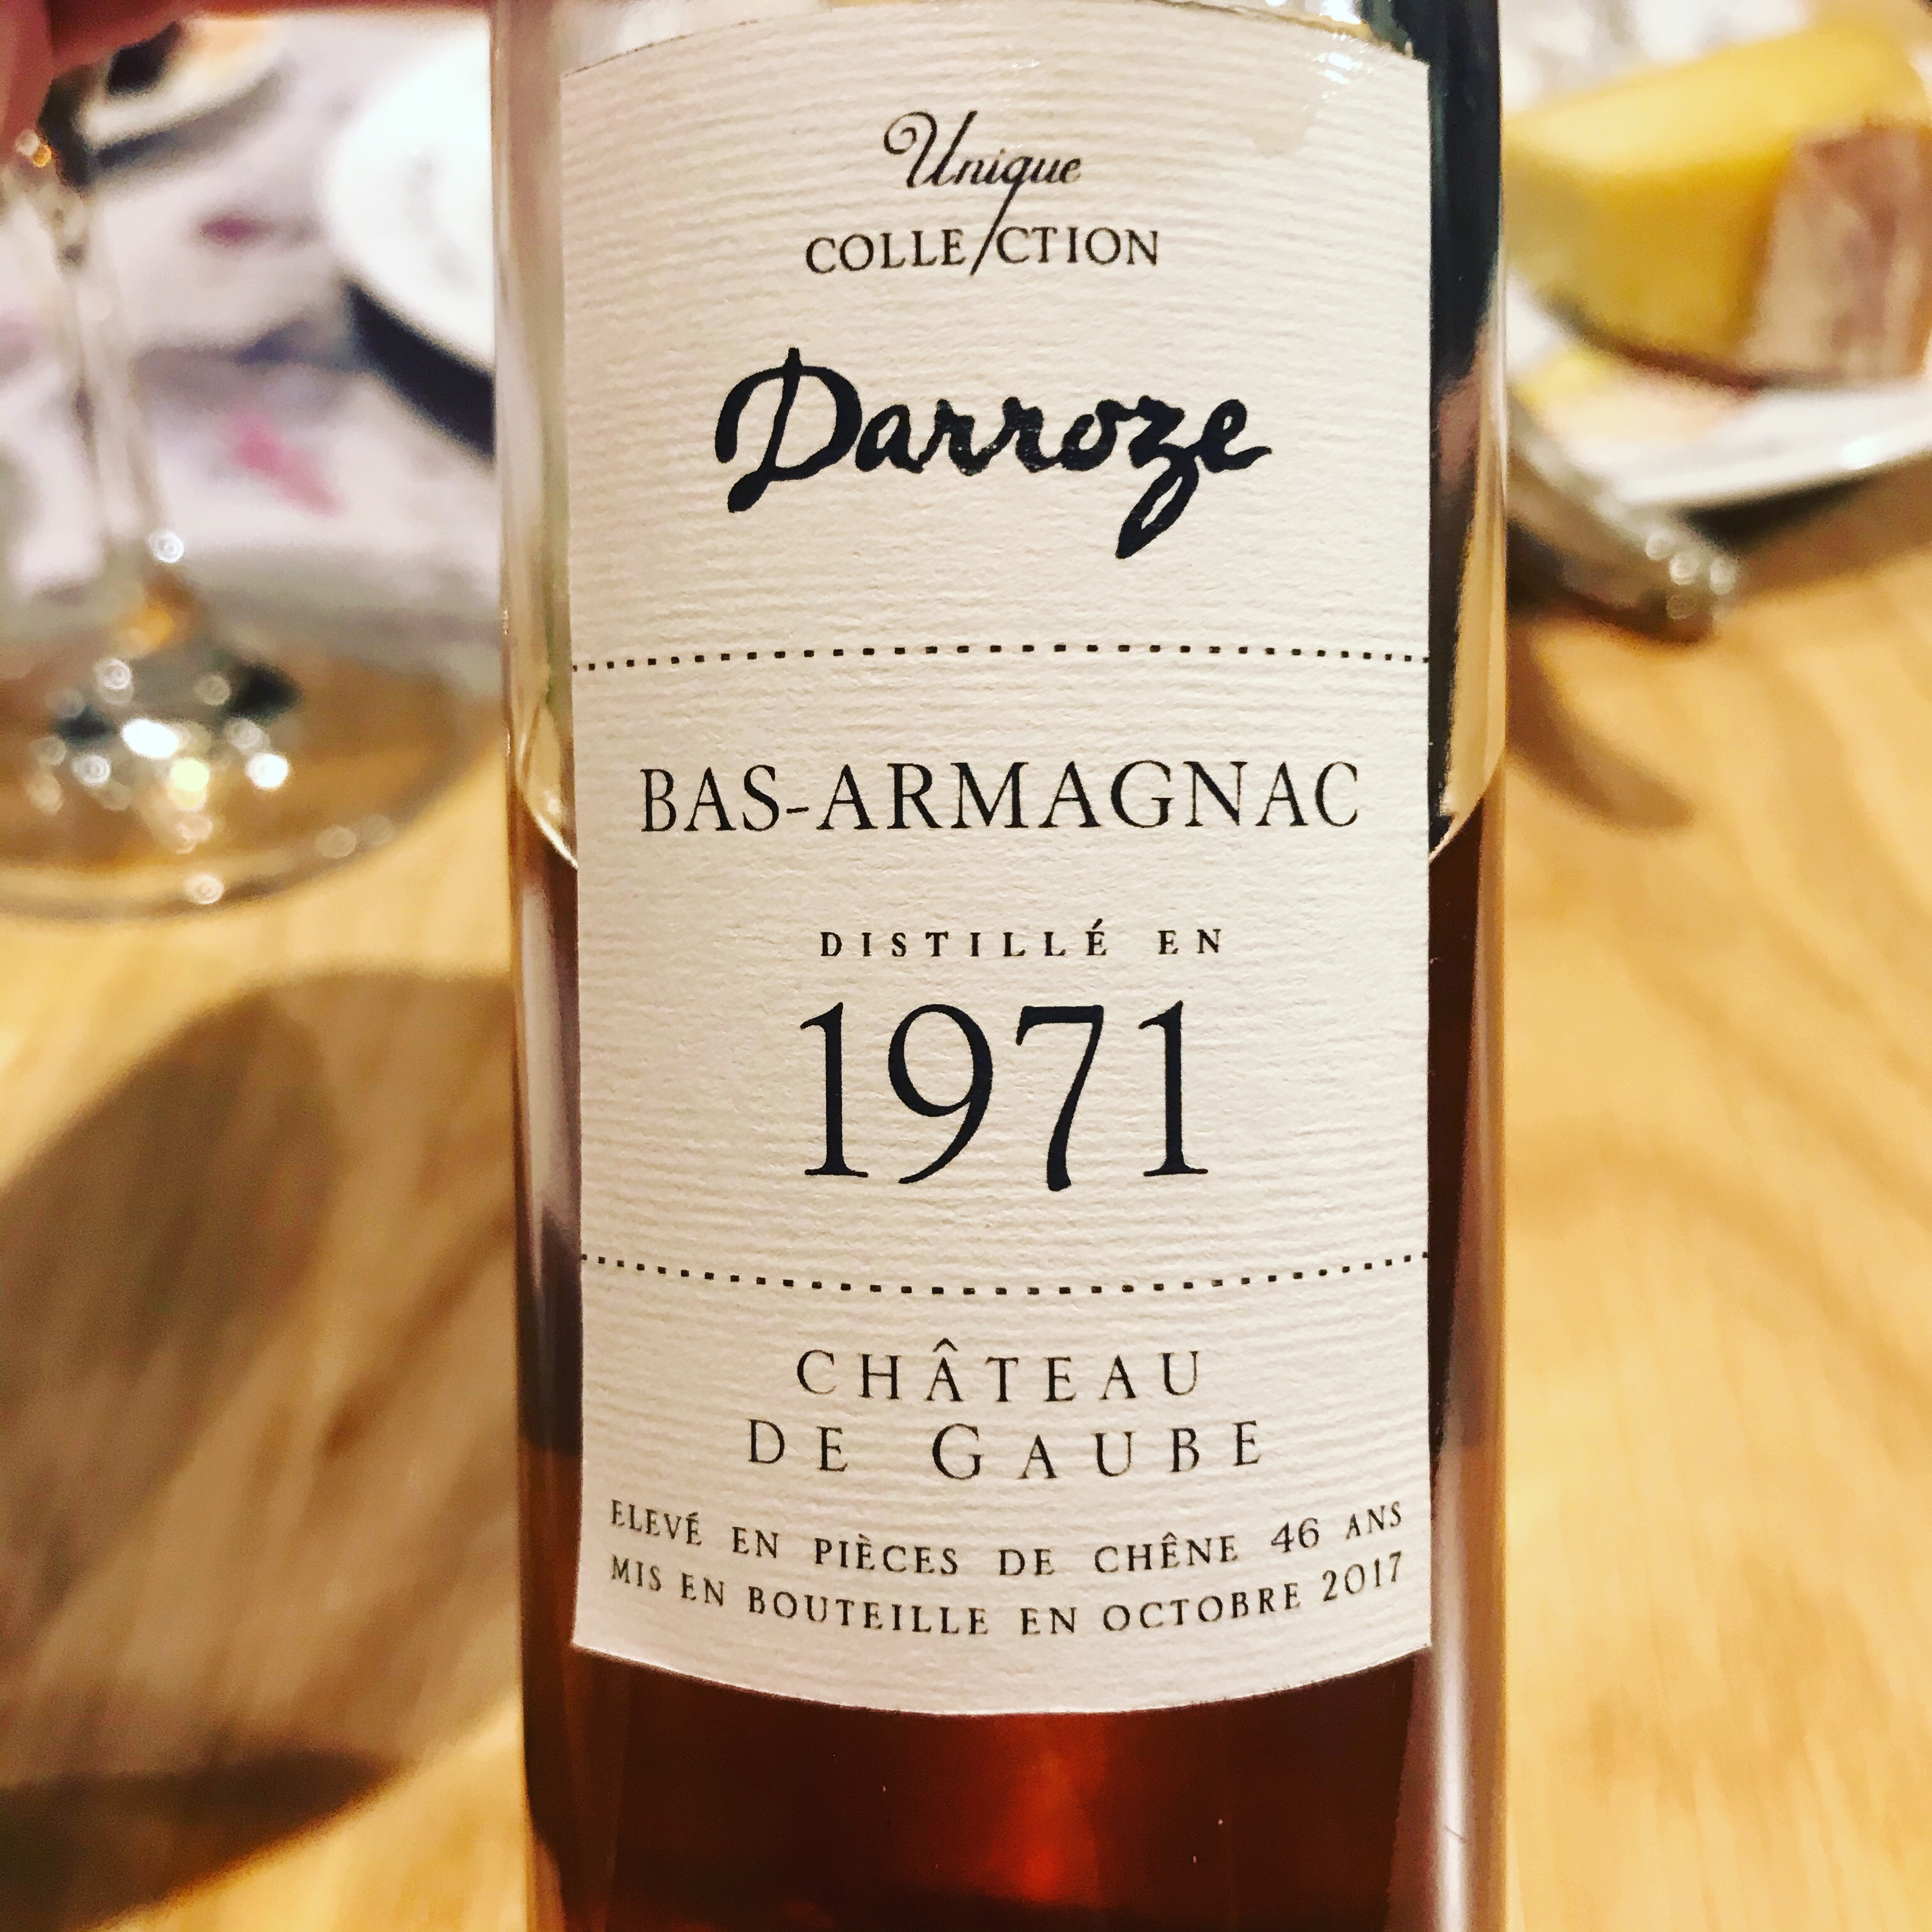 Unique
COLLECTION
Darroze
BAS-ARMAGNAC
DISTILLÉ EN
1971
CHÂTEAU
DE GAUBE
ELEVÉ EN PIÈCES DE CHÊNE 46 ANS
MIS EN BOUTEILLE EN OCTOBRE 2017